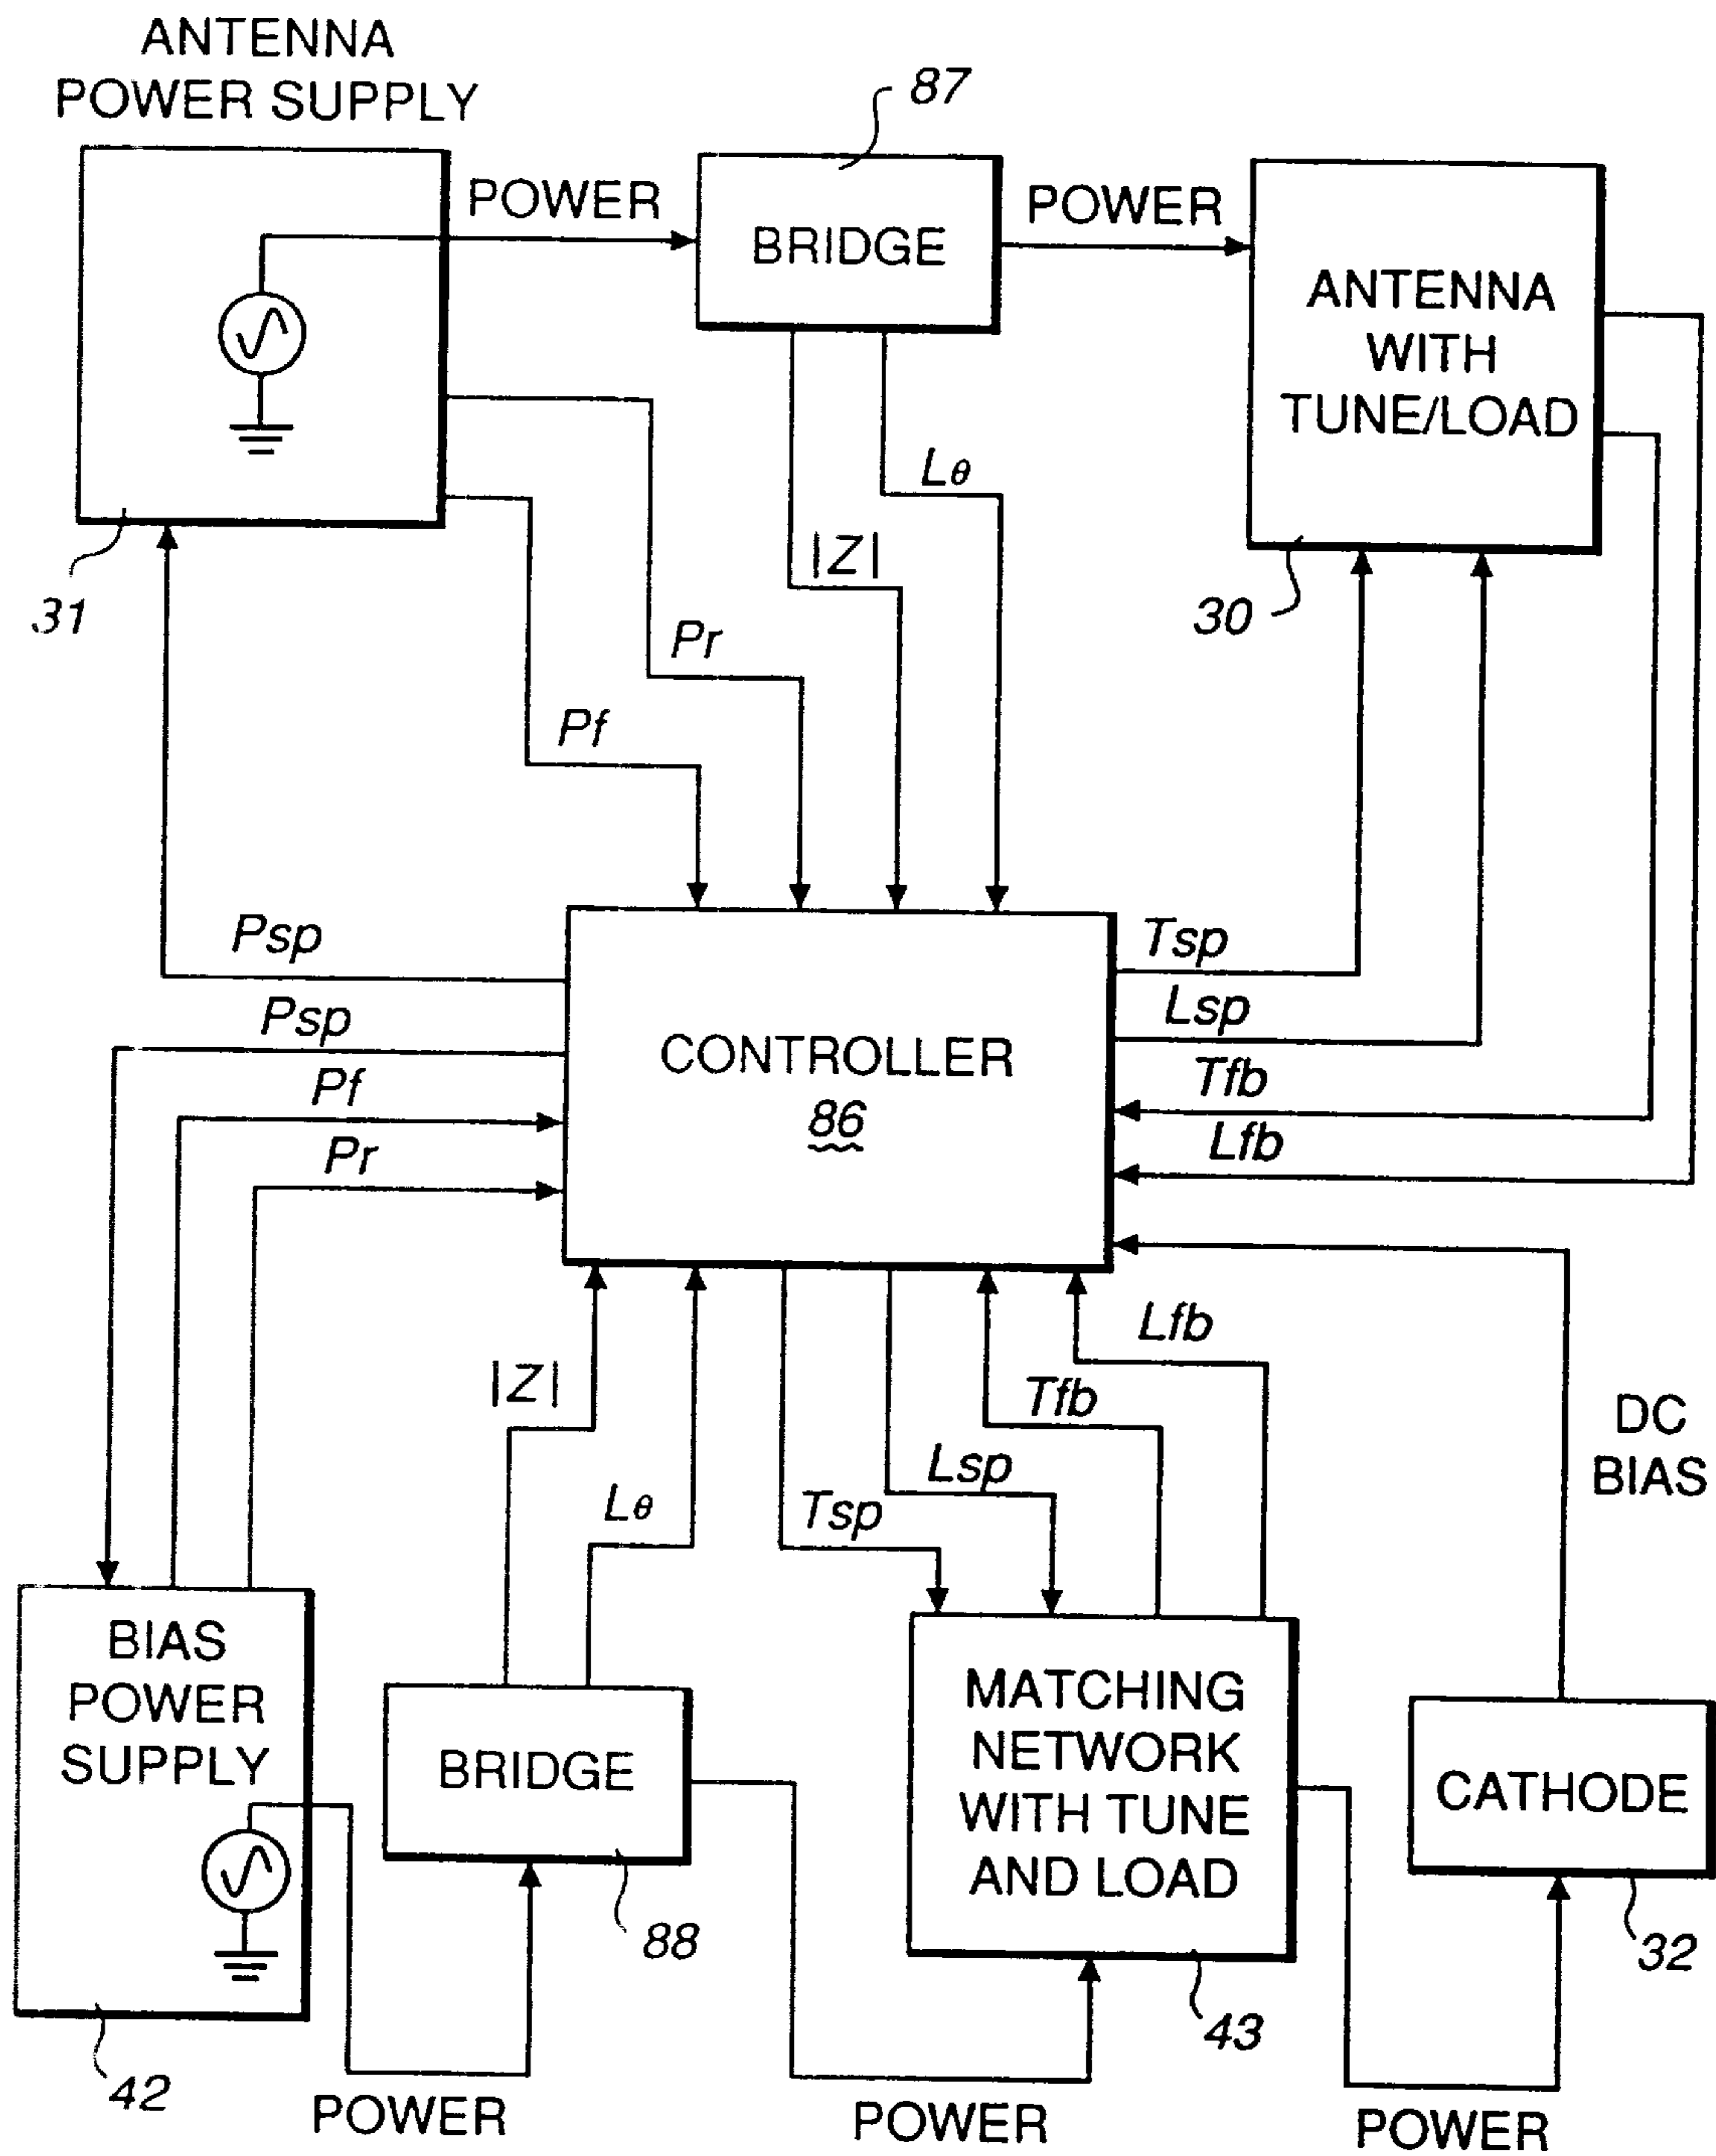 ANTENNA
POWER SUPPLY
87
POWER
BRIDGE
POWER
ANTENNA
WITH
TUNE/LOAD
Lθ
|Z|
31
30
Pr
Pf
Psp
Tsp
Psp
Lsp
CONTROLLER
86
Pf
Tfb
Pr
Lfb
|Z|
Lfb
Tfb
DC
BIAS
Lθ
Tsp
Lsp
BIAS
POWER
SUPPLY
BRIDGE
MATCHING
NETWORK
WITH TUNE
AND LOAD
CATHODE
88
32
43
42
POWER
POWER
POWER